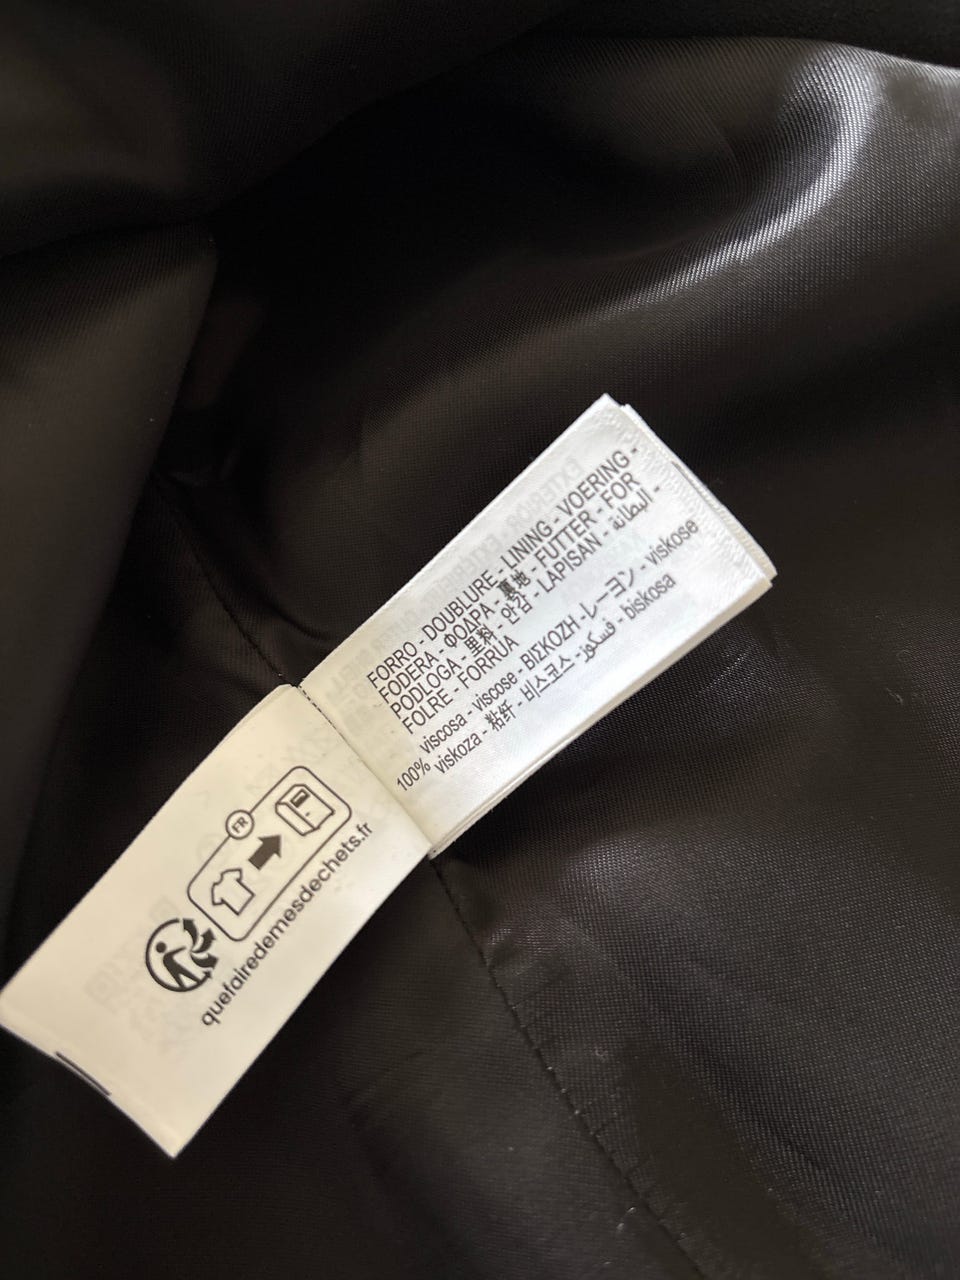 FORRO - DOUBLURE - LINING - VOERING -
FODERA - ΦΟΔΡΑ - 裏地 - FUTTER - FOR
PODLOGA - 里料 - 안감 - LAPISAN - البطانة -
FOLRE - FORRUA
100% viscosa - viscose - ΒΙΣΚΟΖΗ - レーヨン - viskose
viskoza - 粘纤 - 비스코스 - فسكوز - biskosa
FR
quefairedemesdechets.fr